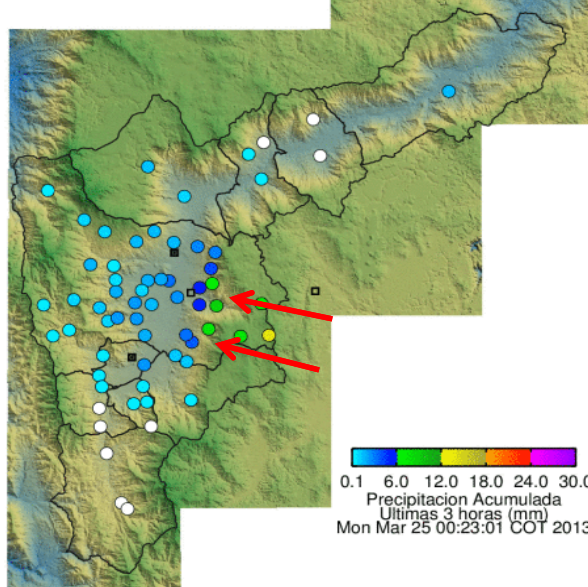 0.1 6.0 12.0 18.0 24.0 30.0
Precipitacion Acumulada
Ultimas 3 horas (mm)
Mon Mar 25 00:23:01 COT 2013